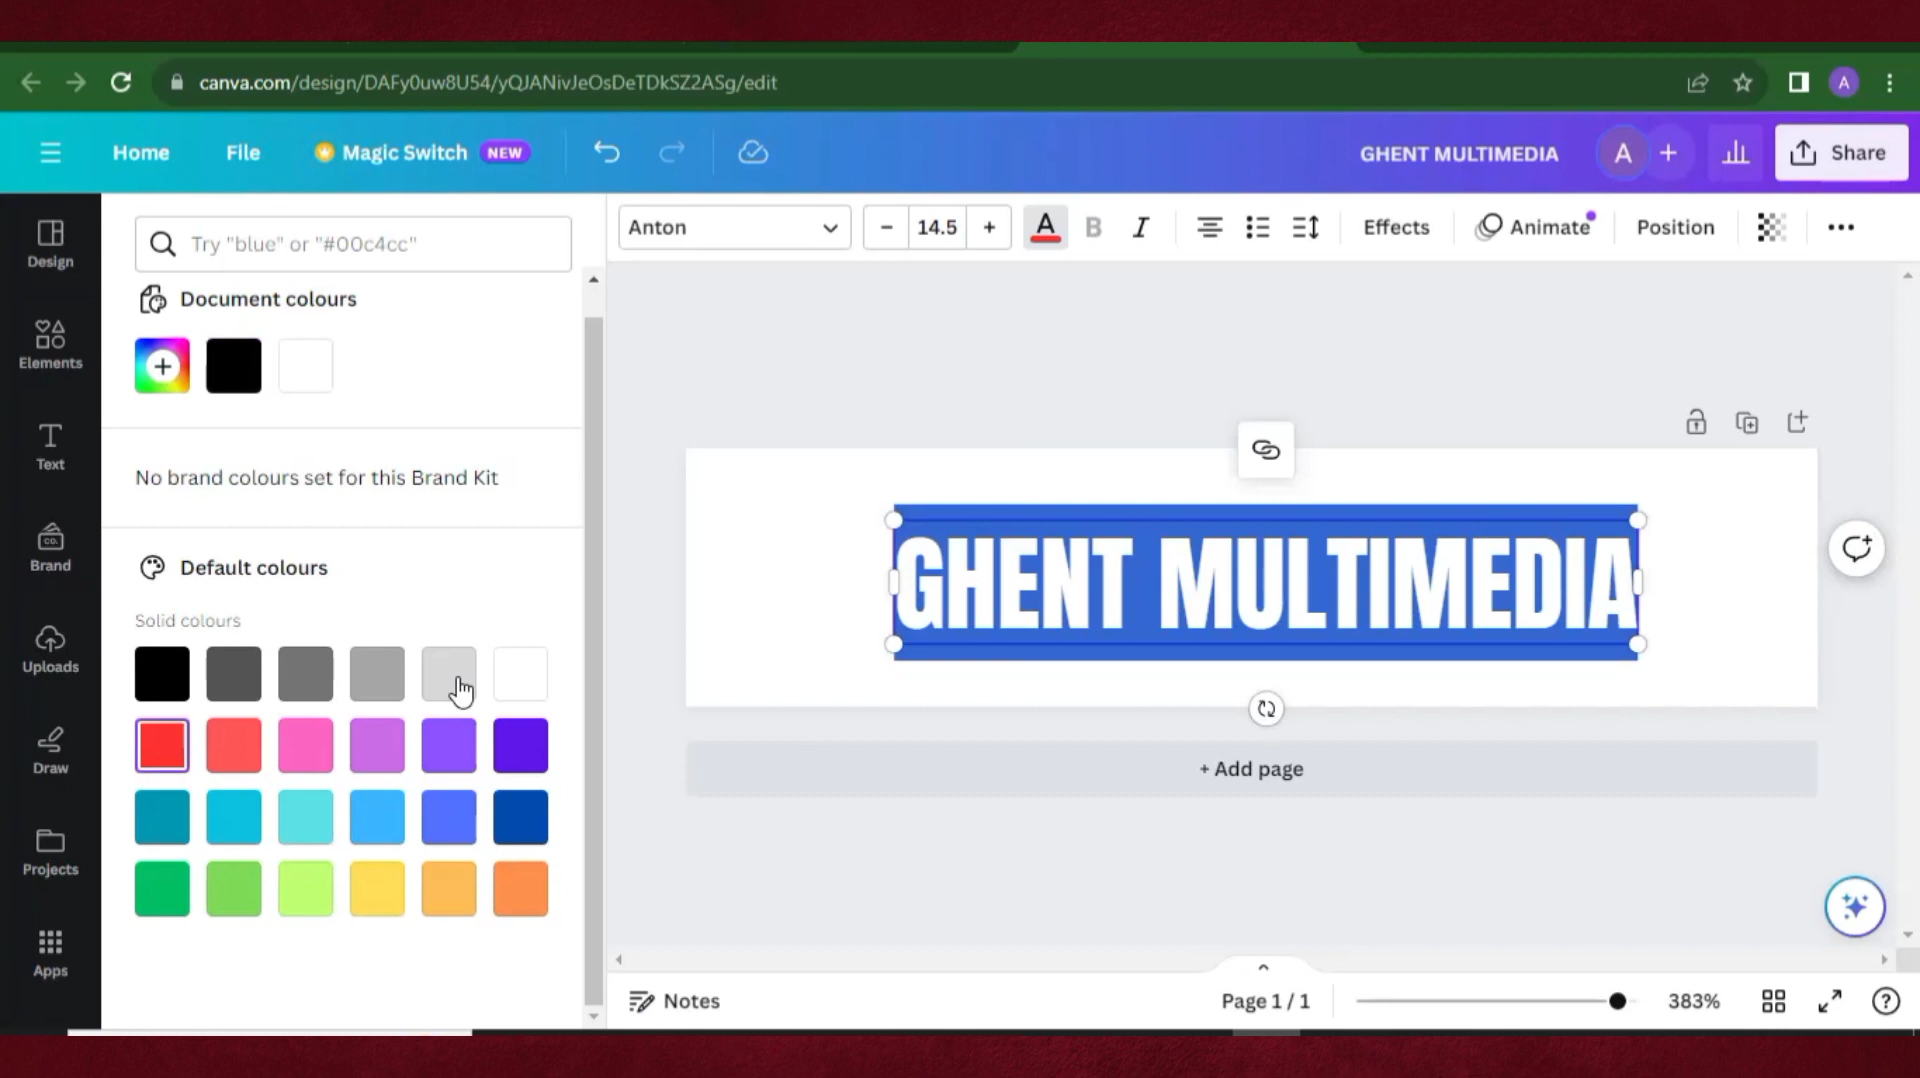 canva.com/design/DAFy0uw8U54/yQJANivJeOsDeTDkSZ2ASg/edit
A
Home
File
Magic Switch
NEW
GHENT MULTIMEDIA
A
+
Share
Try "blue" or "#00c4cc"
Anton
− 14.5 +
A
B
I
Effects
Animate
Position
Design
Elements
Text
Brand
CO.
Uploads
Draw
Projects
Apps
Document colours
No brand colours set for this Brand Kit
Default colours
Solid colours
GHENT MULTIMEDIA
+ Add page
Notes
Page 1 / 1
383%
?